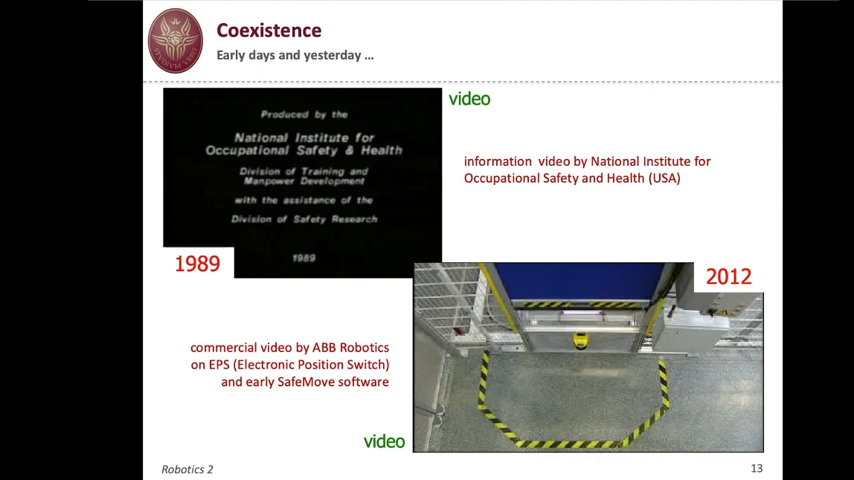 Coexistence
Early days and yesterday …
Produced by the
National Institute for
Occupational Safety & Health
Division of Training and
Manpower Development
with the assistance of the
Division of Safety Research
1989
1989
video
information video by National Institute for
Occupational Safety and Health (USA)
2012
commercial video by ABB Robotics
on EPS (Electronic Position Switch)
and early SafeMove software
video
Robotics 2
13